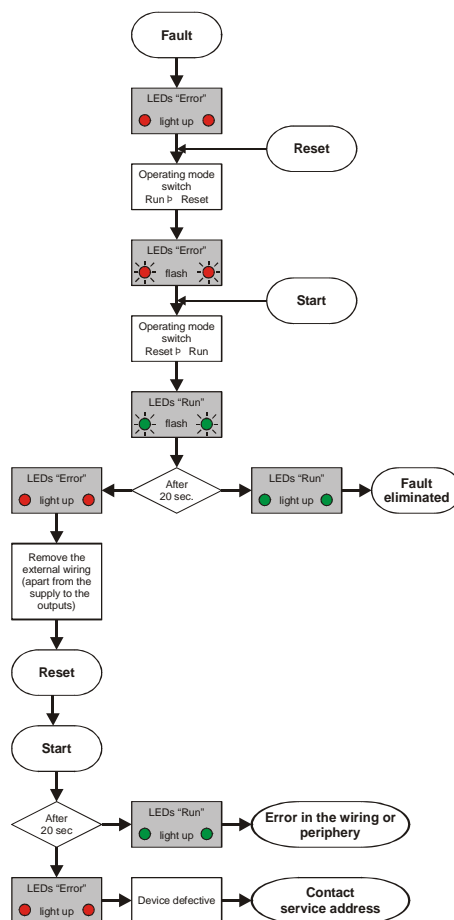 Fault
LEDs "Error"
light up
Reset
Operating mode
switch
Run Þ Reset
LEDs "Error"
flash
Start
Operating mode
switch
Reset Þ Run
LEDs "Run"
flash
LEDs "Error"
light up
After
20 sec.
LEDs "Run"
light up
Fault
eliminated
Remove the
external wiring
(apart from the
supply to the
outputs)
Reset
Start
After
20 sec
LEDs "Run"
light up
Error in the wiring or
periphery
LEDs "Error"
light up
Device defective
Contact
service address